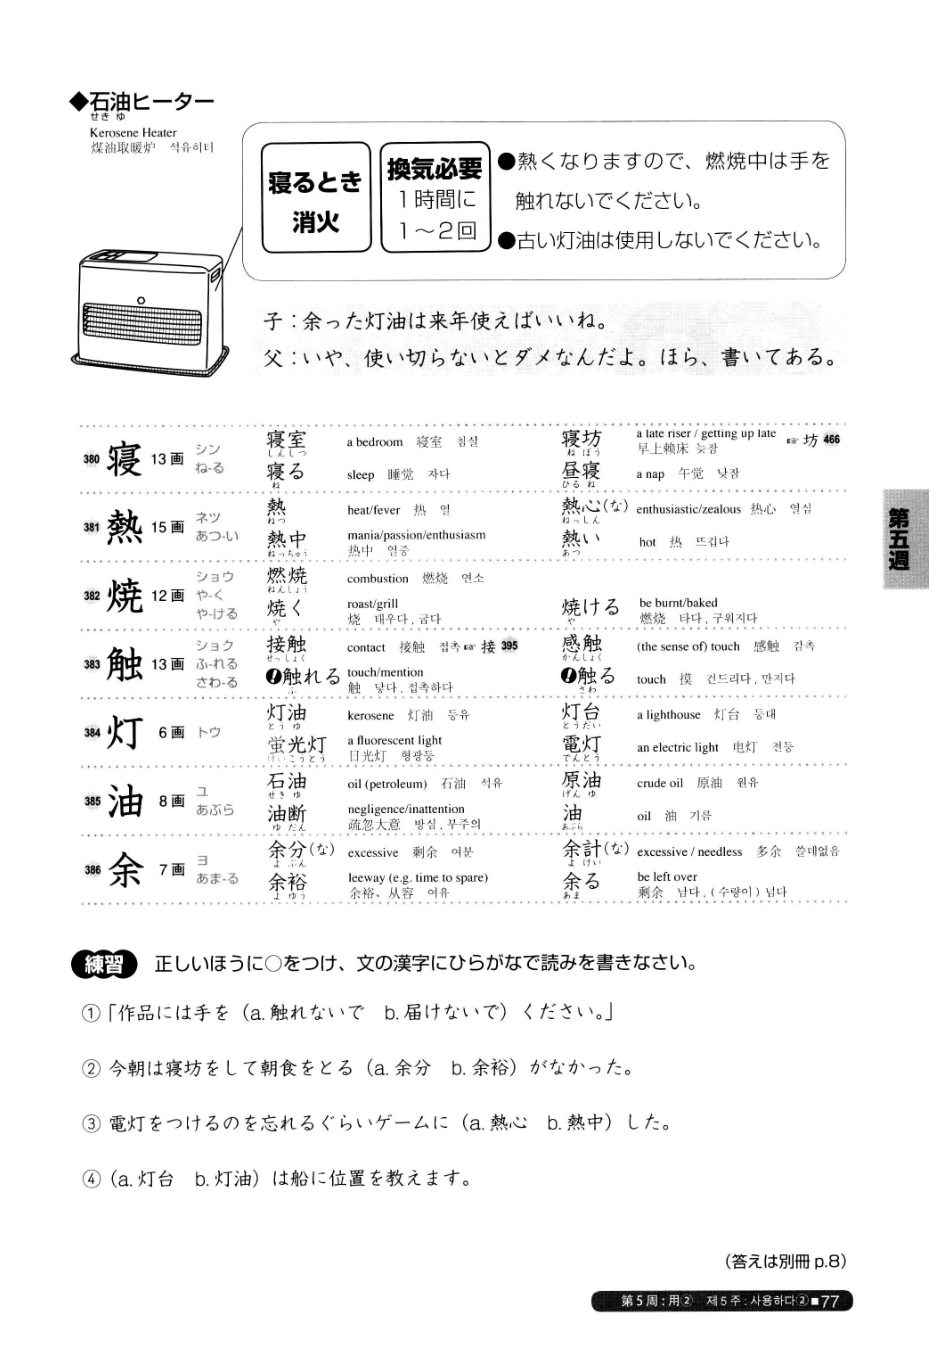 ◆石油ヒーター
せき ゆ
Kerosene Heater
煤油取暖炉 석유히터
寝るとき
消火
換気必要
1時間に
1～2回
●熱くなりますので、燃焼中は手を
触れないでください。
●古い灯油は使用しないでください。
子：余った灯油は来年使えばいいね。
父：いや、使い切らないとダメなんだよ。ほら、書いてある。
380 寝 13画 シン ね-る
寝室 しんしつ a bedroom 寝室 침실
寝坊 ねぼう a late riser / getting up late 早上赖床 늦잠 ☞坊466
寝る ね sleep 睡觉 자다
昼寝 ひるね a nap 午觉 낮잠
381 熱 15画 ネツ あつ-い
熱 ねつ heat/fever 热 열
熱心(な) ねっしん enthusiastic/zealous 热心 열심
熱中 ねっちゅう mania/passion/enthusiasm 热中 열중
熱い あつ hot 热 뜨겁다
382 焼 12画 ショウ や-く や-ける
燃焼 ねんしょう combustion 燃烧 연소
焼く や roast/grill 烧 태우다, 굽다
焼ける や be burnt/baked 燃烧 타다, 구워지다
383 触 13画 ショク ふ-れる さわ-る
接触 せっしょく contact 接触 접촉 ☞接395
感触 かんしょく (the sense of) touch 感触 감촉
❗触れる ふ touch/mention 触 닿다, 접촉하다
❗触る さわ touch 摸 건드리다, 만지다
384 灯 6画 トウ
灯油 とうゆ kerosene 灯油 등유
灯台 とうだい a lighthouse 灯台 등대
蛍光灯 けいこうとう a fluorescent light 日光灯 형광등
電灯 でんとう an electric light 电灯 전등
385 油 8画 ユ あぶら
石油 せきゆ oil (petroleum) 石油 석유
原油 げんゆ crude oil 原油 원유
油断 ゆだん negligence/inattention 疏忽大意 방심, 부주의
油 あぶら oil 油 기름
386 余 7画 ヨ あま-る
余分(な) よぶん excessive 剩余 여분
余計(な) よけい excessive / needless 多余 쓸데없음
余裕 よゆう leeway (e.g. time to spare) 余裕、从容 여유
余る あま be left over 剩余 남다, (수량이) 넘다
第五週
練習 正しいほうに○をつけ、文の漢字にひらがなで読みを書きなさい。
①「作品には手を（a. 触れないで b. 届けないで）ください。」
② 今朝は寝坊をして朝食をとる（a. 余分 b. 余裕）がなかった。
③ 電灯をつけるのを忘れるぐらいゲームに（a. 熱心 b. 熱中）した。
④（a. 灯台 b. 灯油）は船に位置を教えます。
（答えは別冊 p.8）
第5周：用② 제5주：사용하다②■77